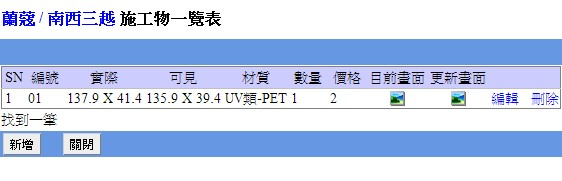 蘭蔻 / 南西三越 施工物一覽表
SN 編號 實際 可見 材質 數量 價格 目前畫面 更新畫面
1 01 137.9 X 41.4 135.9 X 39.4 UV類-PET 1 2 編輯 刪除
找到一筆
新增 關閉